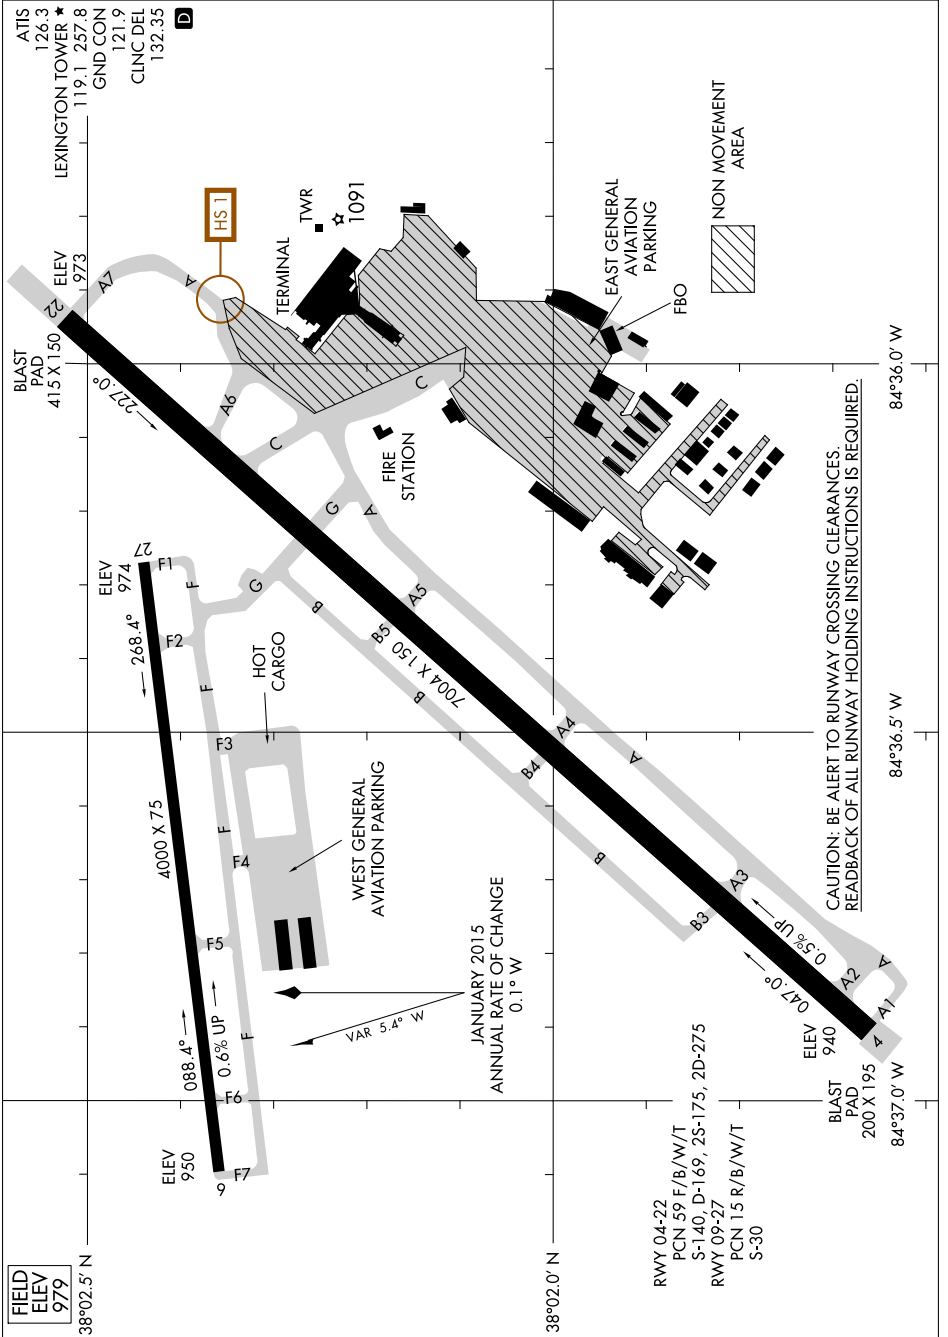 FIELD
ELEV
979
ATIS
126.3
LEXINGTON TOWER ★
119.1 257.8
GND CON
121.9
CLNC DEL
132.35
D
BLAST
PAD
415 X 150
ELEV
973
22
227.0°
A7
A
HS 1
TERMINAL
TWR
1091
NON MOVEMENT
AREA
EAST GENERAL
AVIATION
PARKING
FBO
A6
C
C
FIRE
STATION
G
A
G
ELEV
974
27
F1
F
F2
268.4°
F
HOT
CARGO
B
B5
A5
7004 X 150
B
F3
4000 X 75
F
F4
WEST GENERAL
AVIATION PARKING
B4
A4
A
B
F5
088.4°
0.6% UP
F
F6
ELEV
950
9
F7
VAR 5.4° W
JANUARY 2015
ANNUAL RATE OF CHANGE
0.1° W
B3
A3
0.5% UP
047.0°
A2
A
A1
4
ELEV
940
BLAST
PAD
200 X 195
CAUTION: BE ALERT TO RUNWAY CROSSING CLEARANCES.
READBACK OF ALL RUNWAY HOLDING INSTRUCTIONS IS REQUIRED.
RWY 04-22
PCN 59 F/B/W/T
S-140, D-169, 2S-175, 2D-275
RWY 09-27
PCN 15 R/B/W/T
S-30
38°02.5' N
38°02.0' N
84°37.0' W
84°36.5' W
84°36.0' W